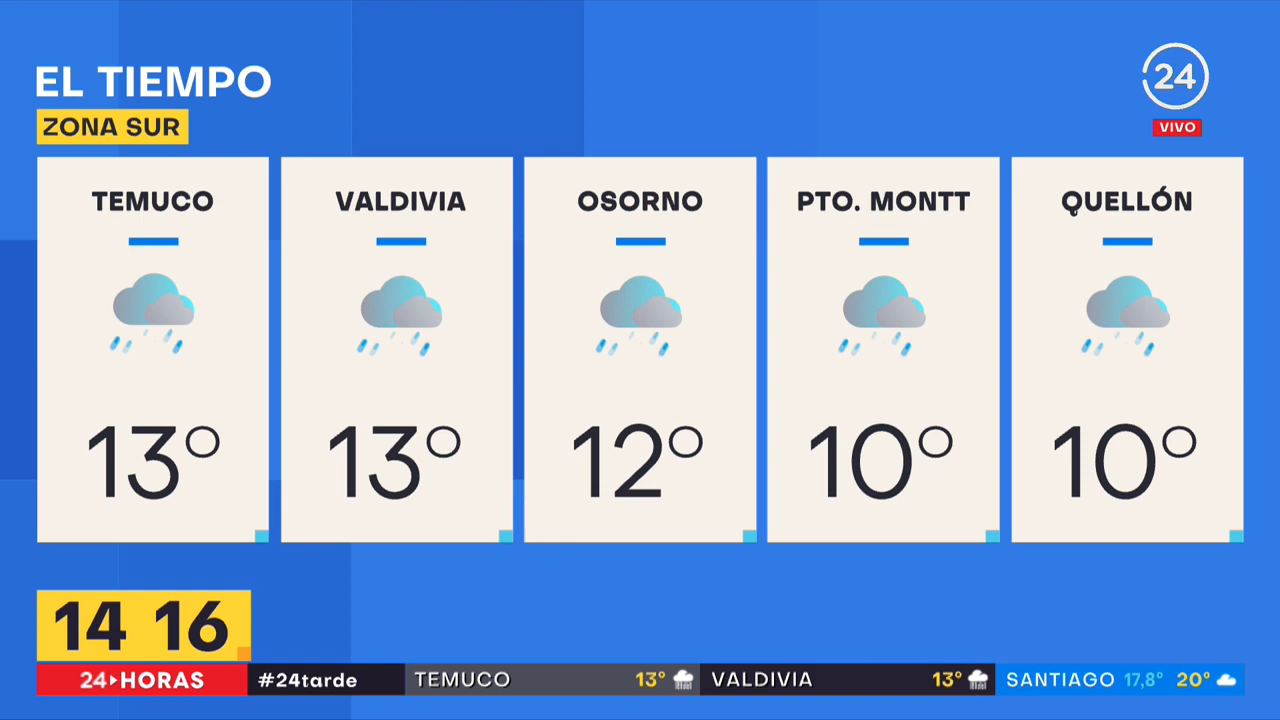 EL TIEMPO
ZONA SUR
24
VIVO
TEMUCO
13°
VALDIVIA
13°
OSORNO
12°
PTO. MONTT
10°
QUELLÓN
10°
14 16
24 HORAS
#24tarde
TEMUCO 13°
VALDIVIA 13°
SANTIAGO 17,8° 20°